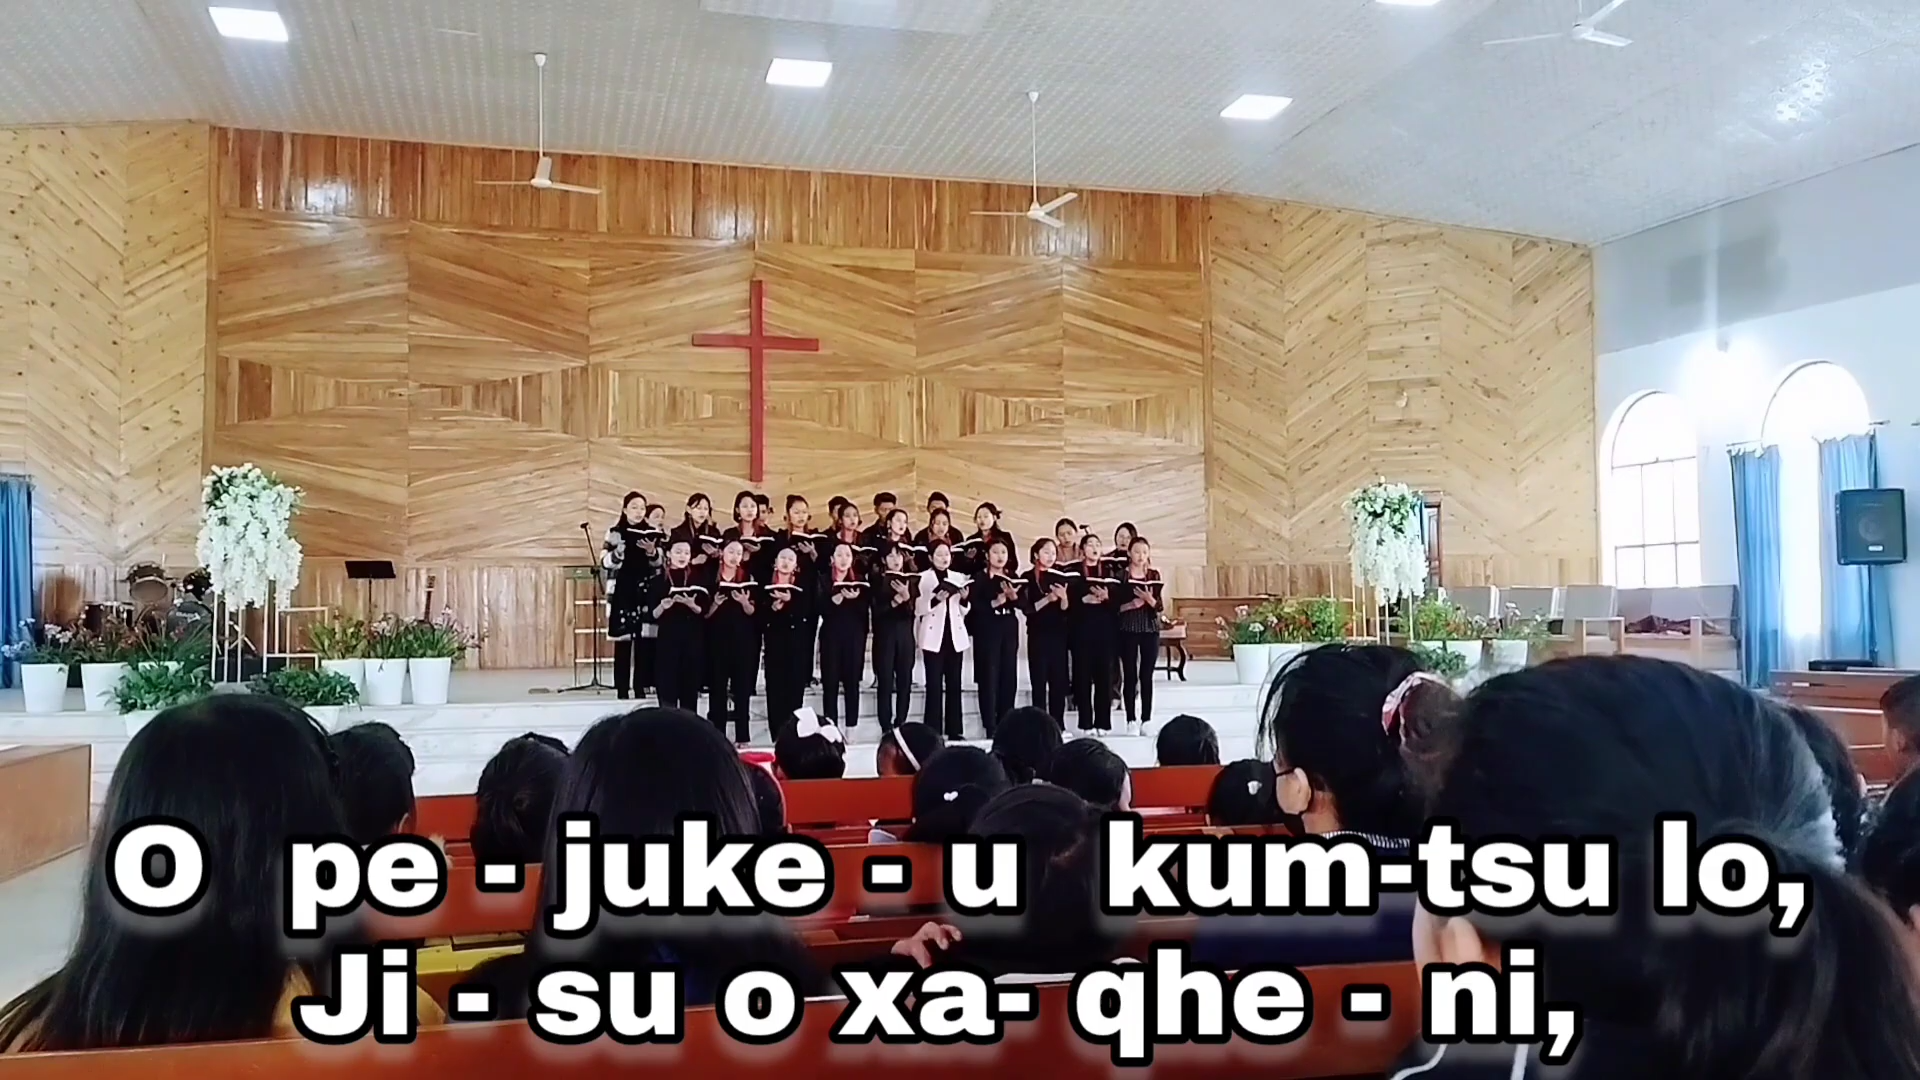 O pe - juke - u kum-tsu lo,
Ji - su o xa- qhe - ni,